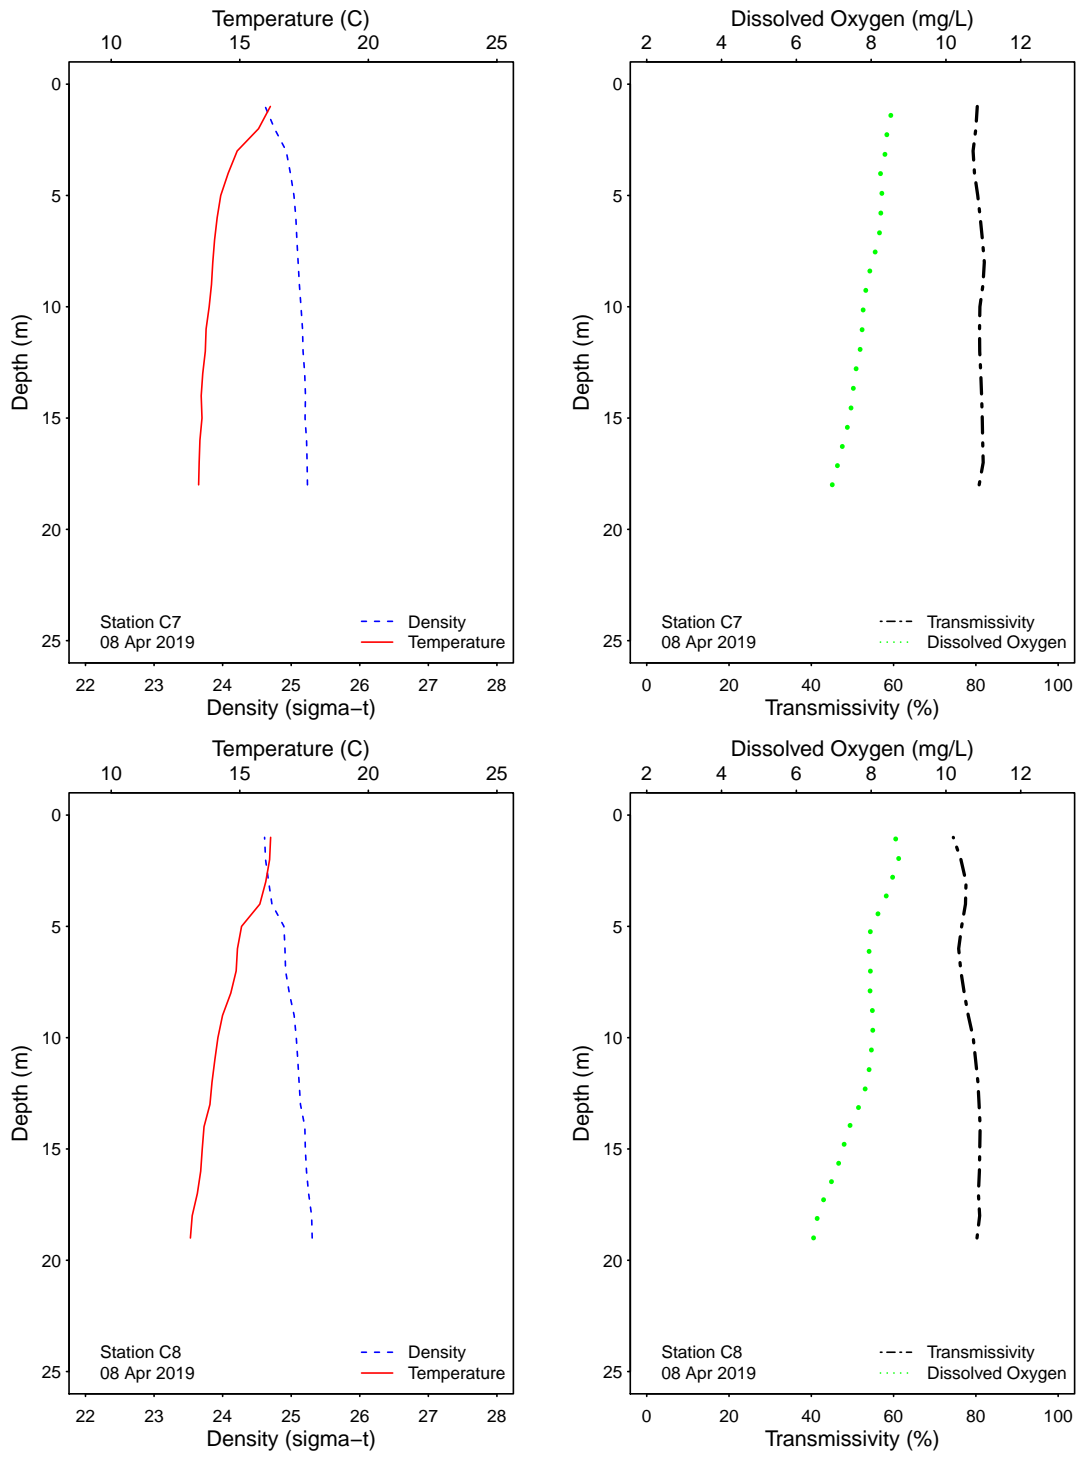 Temperature (C)
10 15 20 25
0
5
10
15
20
25
Depth (m)
Station C7
08 Apr 2019
Density
Temperature
22 23 24 25 26 27 28
Density (sigma−t)
Dissolved Oxygen (mg/L)
2 4 6 8 10 12
0
5
10
15
20
25
Depth (m)
Station C7
08 Apr 2019
Transmissivity
Dissolved Oxygen
0 20 40 60 80 100
Transmissivity (%)
Temperature (C)
10 15 20 25
0
5
10
15
20
25
Depth (m)
Station C8
08 Apr 2019
Density
Temperature
22 23 24 25 26 27 28
Density (sigma−t)
Dissolved Oxygen (mg/L)
2 4 6 8 10 12
0
5
10
15
20
25
Depth (m)
Station C8
08 Apr 2019
Transmissivity
Dissolved Oxygen
0 20 40 60 80 100
Transmissivity (%)